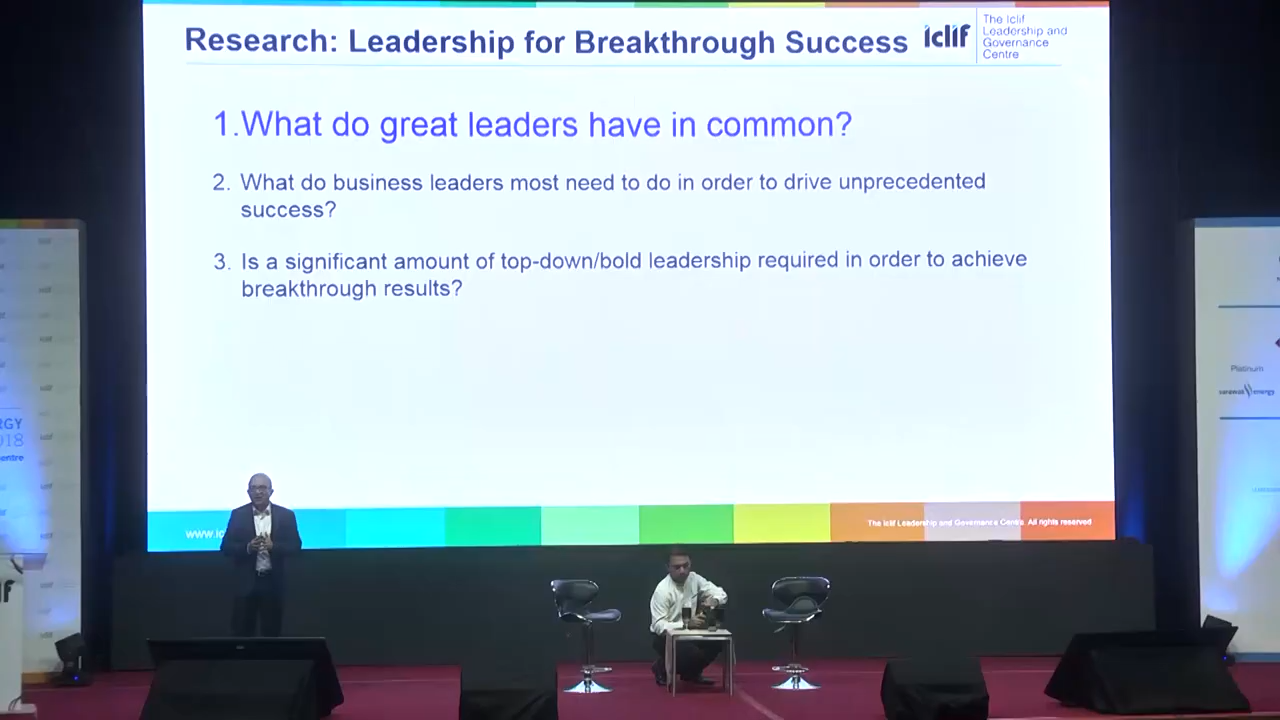 Research: Leadership for Breakthrough Success
iclif
The Iclif
Leadership and
Governance
Centre
1.What do great leaders have in common?
2. What do business leaders most need to do in order to drive unprecedented
success?
3. Is a significant amount of top-down/bold leadership required in order to achieve
breakthrough results?
The Iclif Leadership and Governance Centre. All rights reserved
Platinum
sarawak energy